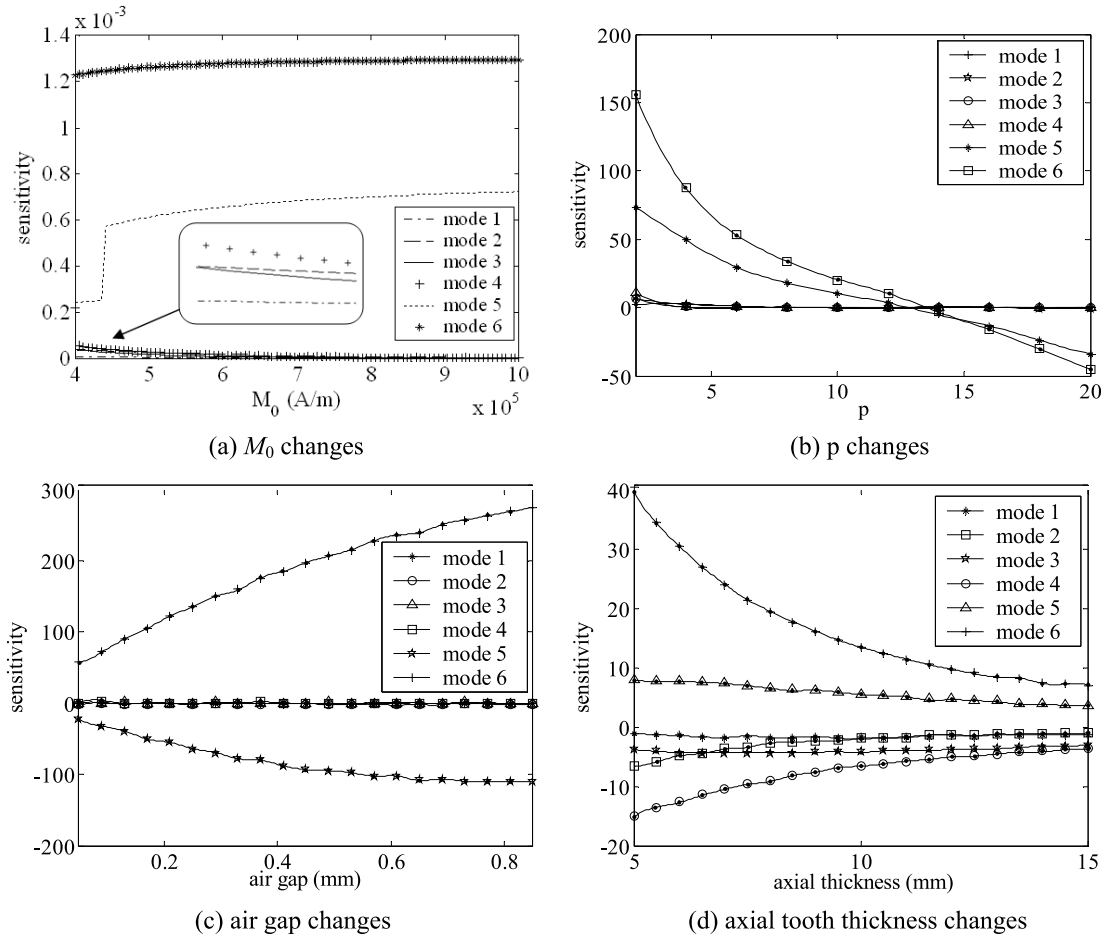 x 10⁻³
1.4
1.2
1
0.8
0.6
0.4
0.2
0
sensitivity
4 5 6 7 8 9 10
M₀ (A/m)
x 10⁵
mode 1
mode 2
mode 3
mode 4
mode 5
mode 6
(a) M₀ changes
200
150
100
50
0
-50
sensitivity
5 10 15 20
p
mode 1
mode 2
mode 3
mode 4
mode 5
mode 6
(b) p changes
300
200
100
0
-100
-200
sensitivity
0.2 0.4 0.6 0.8
air gap (mm)
mode 1
mode 2
mode 3
mode 4
mode 5
mode 6
(c) air gap changes
40
30
20
10
0
-10
-20
sensitivity
5 10 15
axial thickness (mm)
mode 1
mode 2
mode 3
mode 4
mode 5
mode 6
(d) axial tooth thickness changes